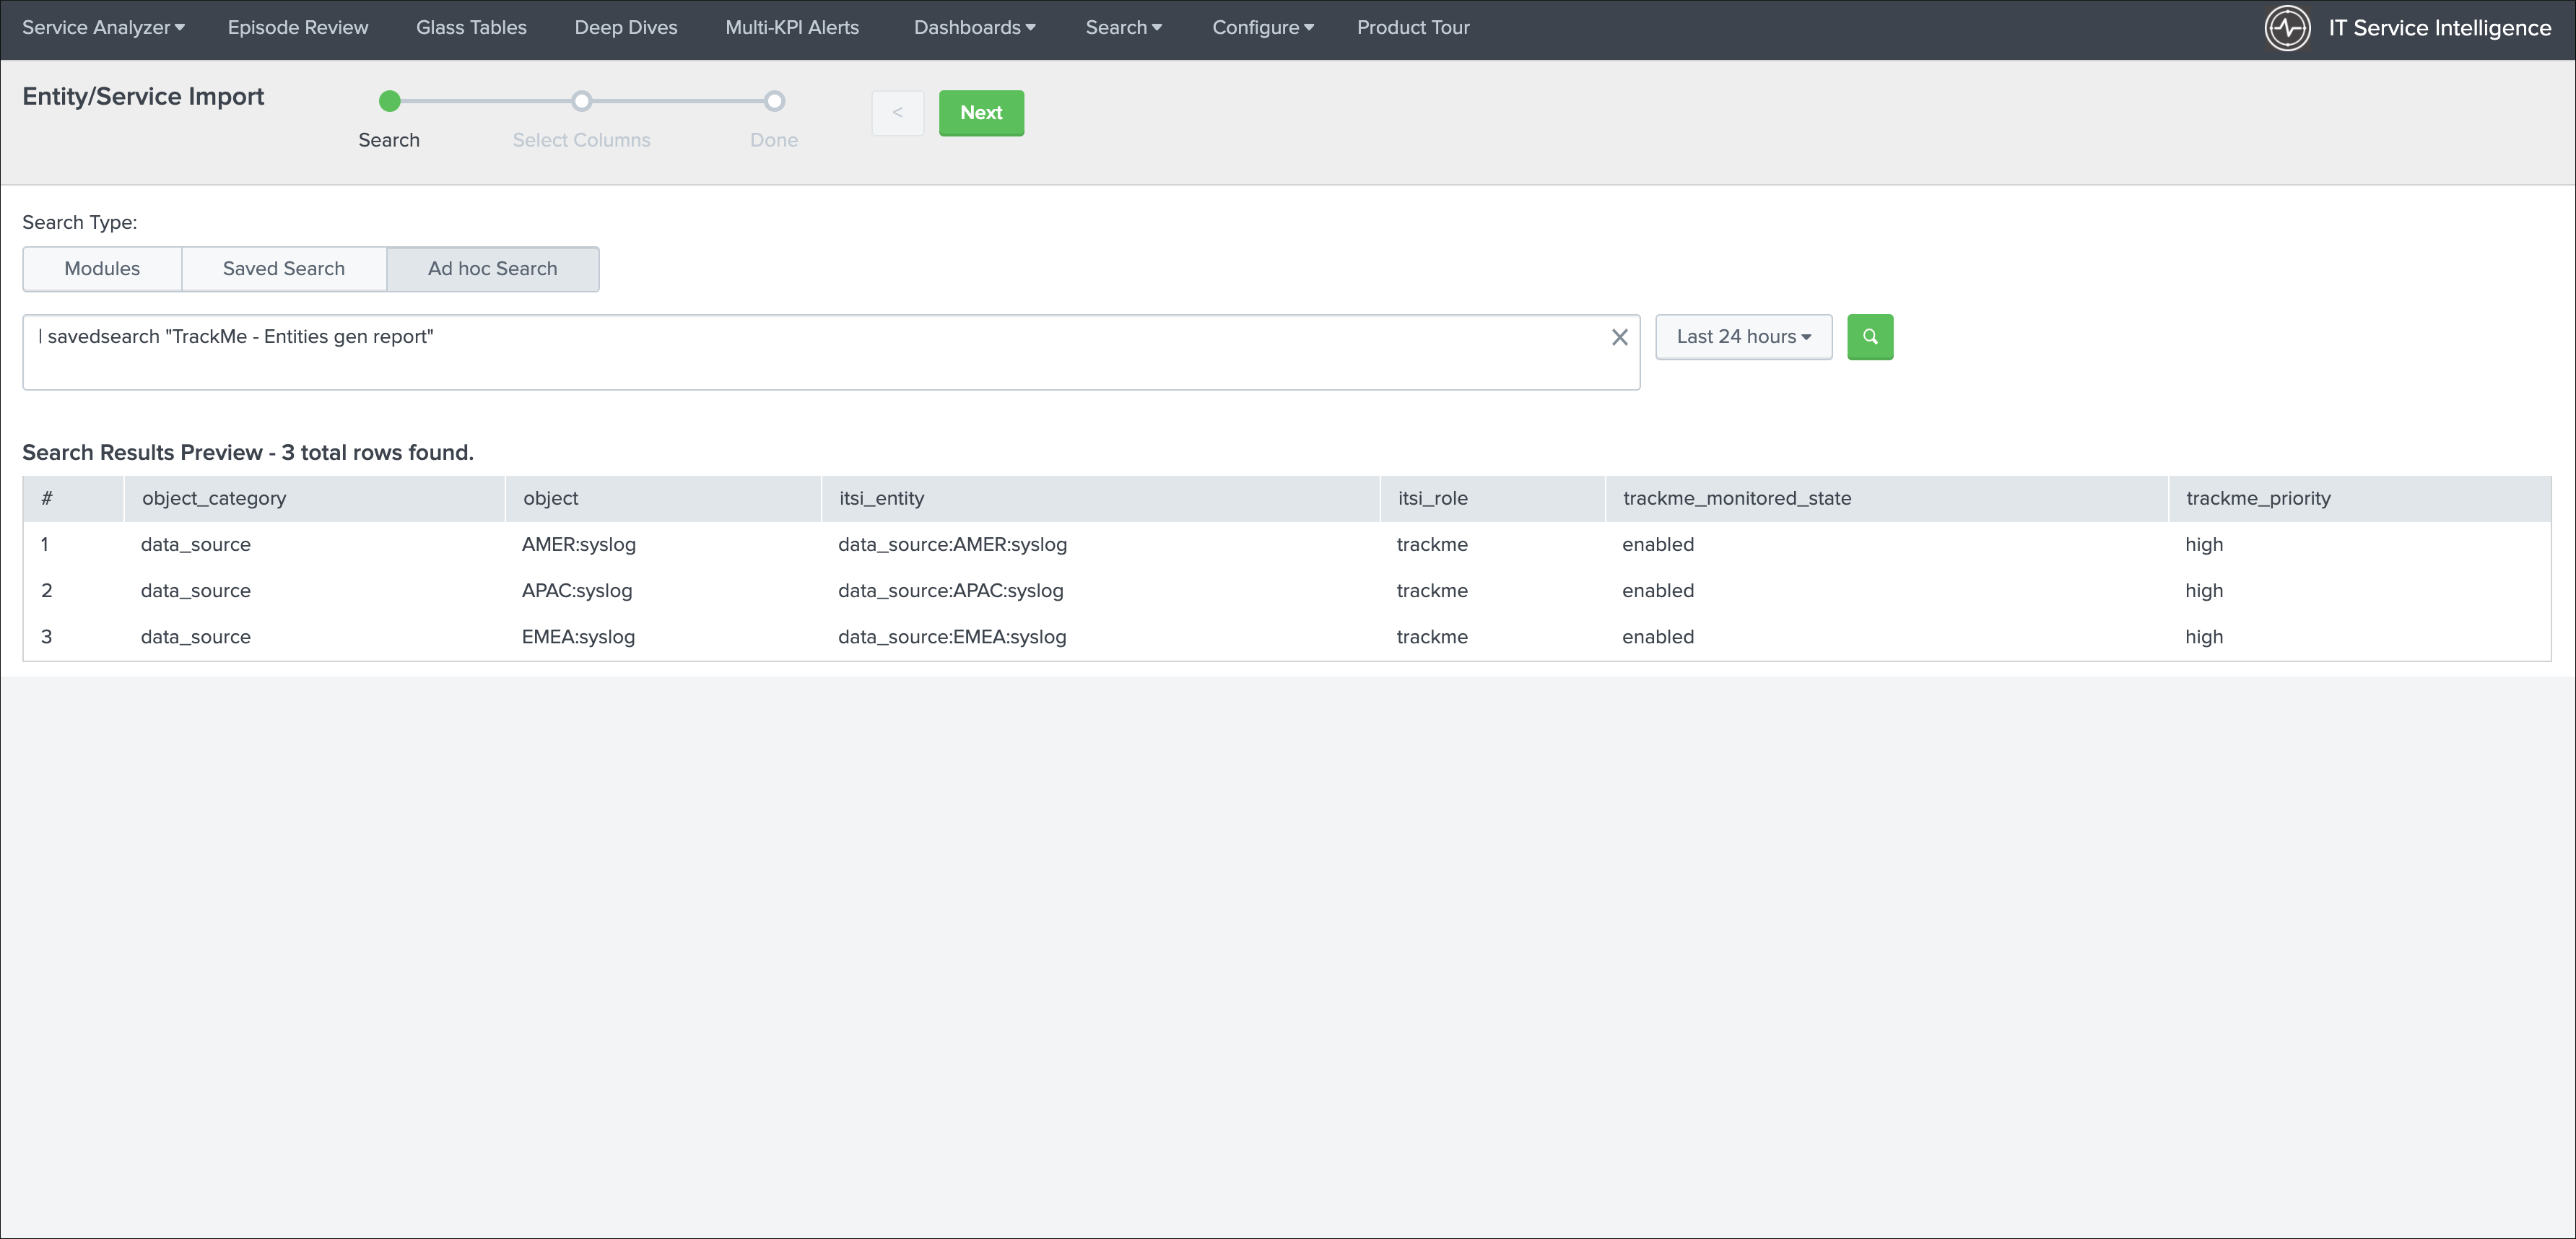 Service Analyzer Episode Review Glass Tables Deep Dives Multi-KPI Alerts Dashboards Search Configure Product Tour IT Service Intelligence
Entity/Service Import
Search Select Columns Done
< Next
Search Type:
Modules Saved Search Ad hoc Search
| savedsearch "TrackMe - Entities gen report"
Last 24 hours
Search Results Preview - 3 total rows found.
# object_category object itsi_entity itsi_role trackme_monitored_state trackme_priority
1 data_source AMER:syslog data_source:AMER:syslog trackme enabled high
2 data_source APAC:syslog data_source:APAC:syslog trackme enabled high
3 data_source EMEA:syslog data_source:EMEA:syslog trackme enabled high